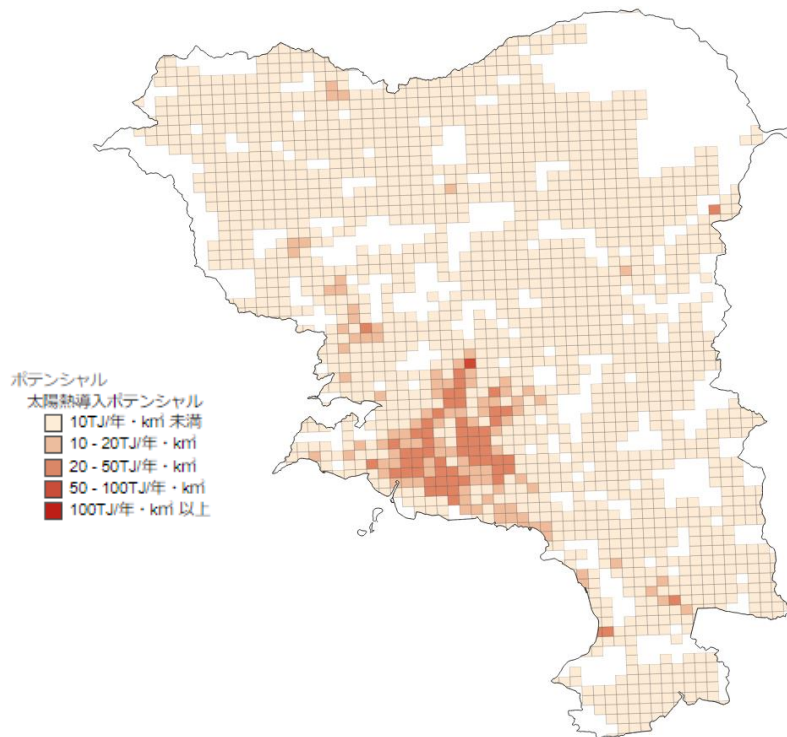 ポテンシャル
太陽熱導入ポテンシャル
10TJ/年・k㎡ 未満
10 - 20TJ/年・k㎡
20 - 50TJ/年・k㎡
50 - 100TJ/年・k㎡
100TJ/年・k㎡ 以上